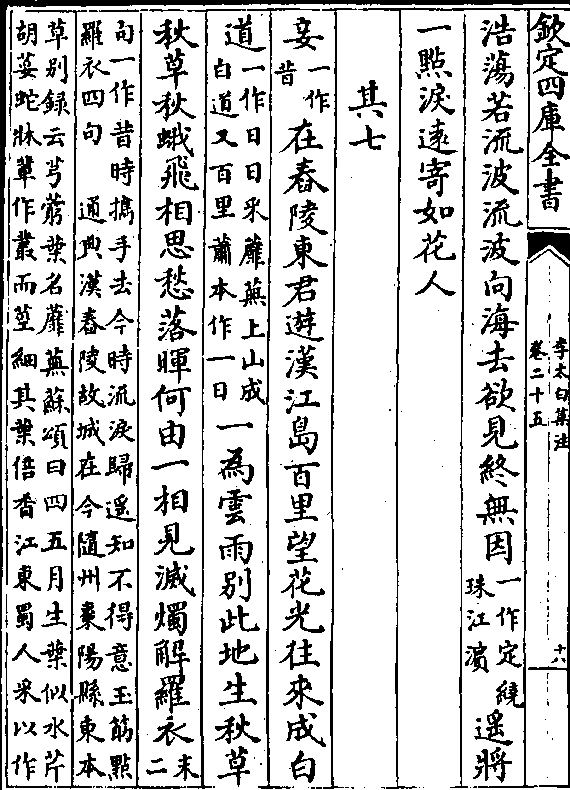 欽定四庫全書
李太白集注
卷二十五
十六
浩蕩若流波流波向海去欲見終無因一作定繞珠江濵遥將
一點淚遠寄如花人
其七
妾一作昔在舂陵東君遊漢江島百里望花光往來成白
道一作日日采蘼蕪上山成白道又百里蕭本作一日一為雲雨别此地生秋草
秋草秋蛾飛相思愁落暉何由一相見滅燭解羅衣末二
句一作昔時攜手去今時流淚歸遥知不得意玉筯點羅衣四句　通典漢舂陵故城在今隨州棗陽縣東本
草别録云芎藭葉名蘼蕪蘇頌曰四五月生葉似水芹胡荽蛇牀軰作叢而莖細其葉倍香江東蜀人采以作